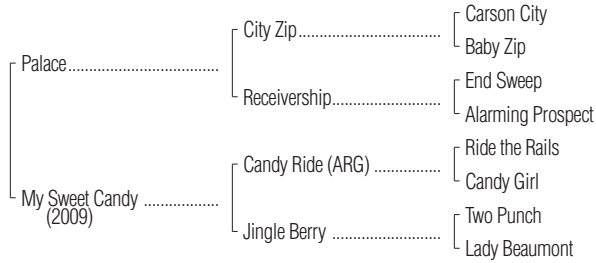 Carson City
City Zip..............................
Baby Zip
Palace................................
End Sweep
Receivership.......................
Alarming Prospect
Ride the Rails
Candy Ride (ARG) ..............
Candy Girl
My Sweet Candy ................
(2009)
Two Punch
Jingle Berry .......................
Lady Beaumont